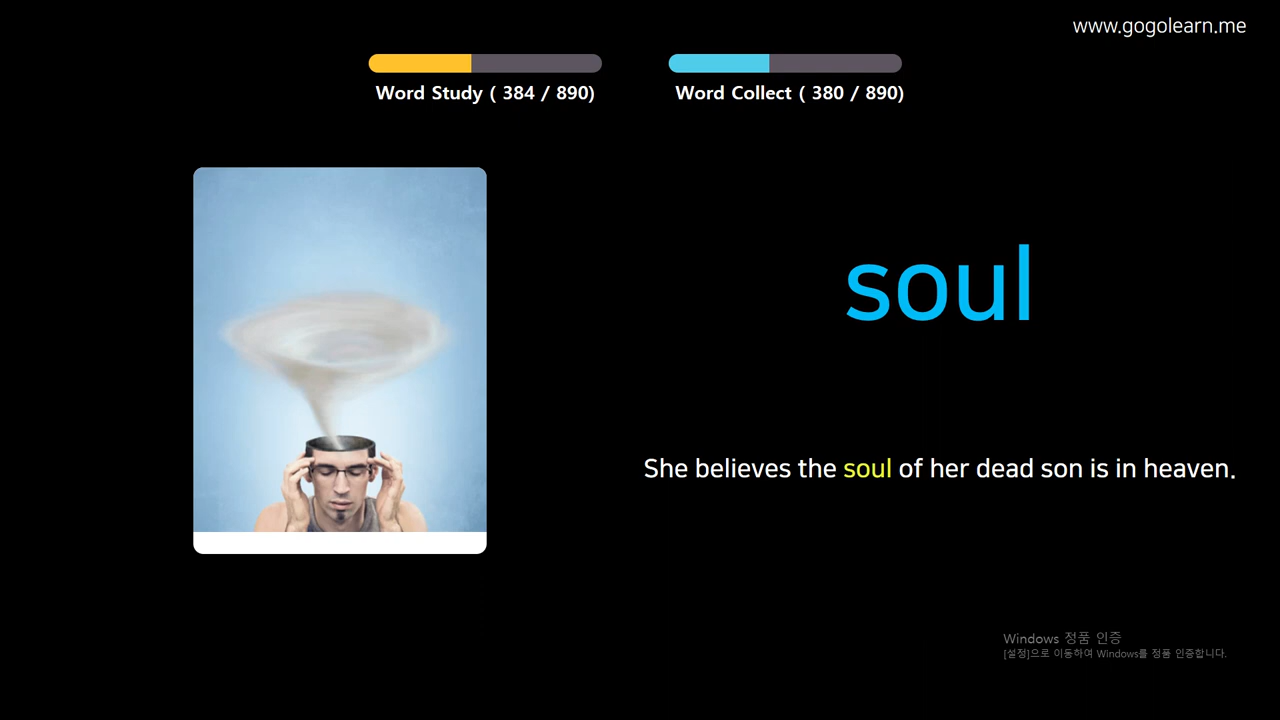 www.gogolearn.me
Word Study ( 384 / 890)
Word Collect ( 380 / 890)
soul
She believes the soul of her dead son is in heaven.
Windows 정품 인증
[설정]으로 이동하여 Windows를 정품 인증합니다.